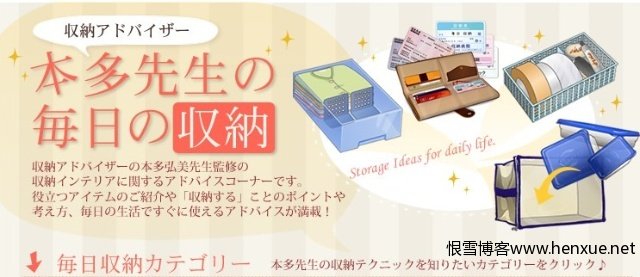 収納アドバイザー
本多先生の
毎日の収納
収納アドバイザーの本多弘美先生監修の
収納インテリアに関するアドバイスコーナーです。
役立つアイテムのご紹介や「収納する」ことのポイントや
考え方、毎日の生活ですぐに使えるアドバイスが満載！
Storage Ideas for daily life.
恨雪博客www.henxue.net
毎日収納カテゴリー
本多先生の収納テクニックを知りたいカテゴリーをクリック♪